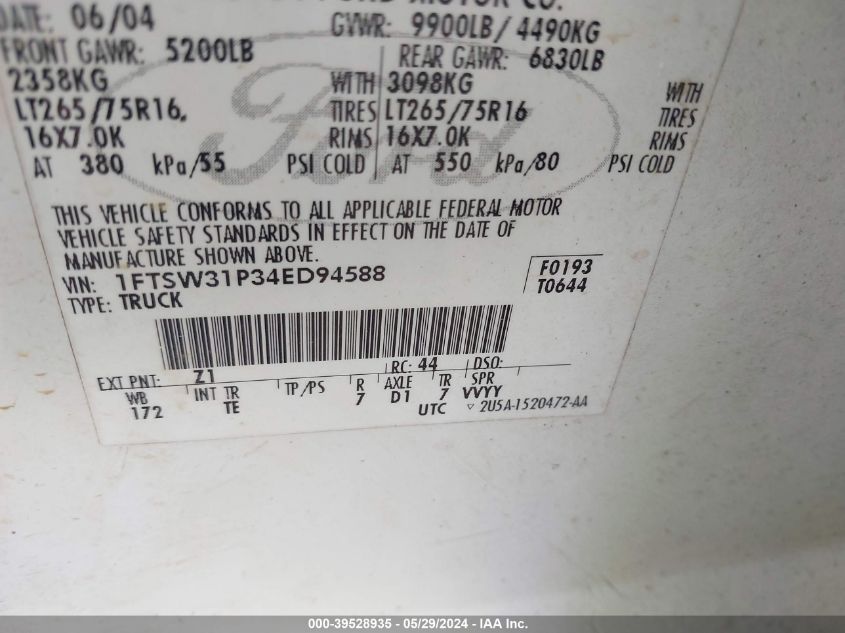 DATE: 06/04
FORD MOTOR CO.
GVWR: 9900LB/ 4490KG
FRONT GAWR: 5200LB
REAR GAWR: 6830LB
2358KG WITH 3098KG WITH
LT265/75R16, TIRES LT265/75R16 TIRES
16X7.0K RIMS 16X7.0K RIMS
AT 380 kPa/55 PSI COLD AT 550 kPa/80 PSI COLD
Ford
THIS VEHICLE CONFORMS TO ALL APPLICABLE FEDERAL MOTOR
VEHICLE SAFETY STANDARDS IN EFFECT ON THE DATE OF
MANUFACTURE SHOWN ABOVE.
VIN: 1FTSW31P34ED94588
TYPE: TRUCK
F0193
T0644
EXT PNT: Z1 RC: 44 DSO:
WB INT TR TP/PS R AXLE TR SPR
172 TE 7 D1 7 VVYY
UTC ▽ 2U5A-1520472-AA
000-39528935 - 05/29/2024 - IAA Inc.